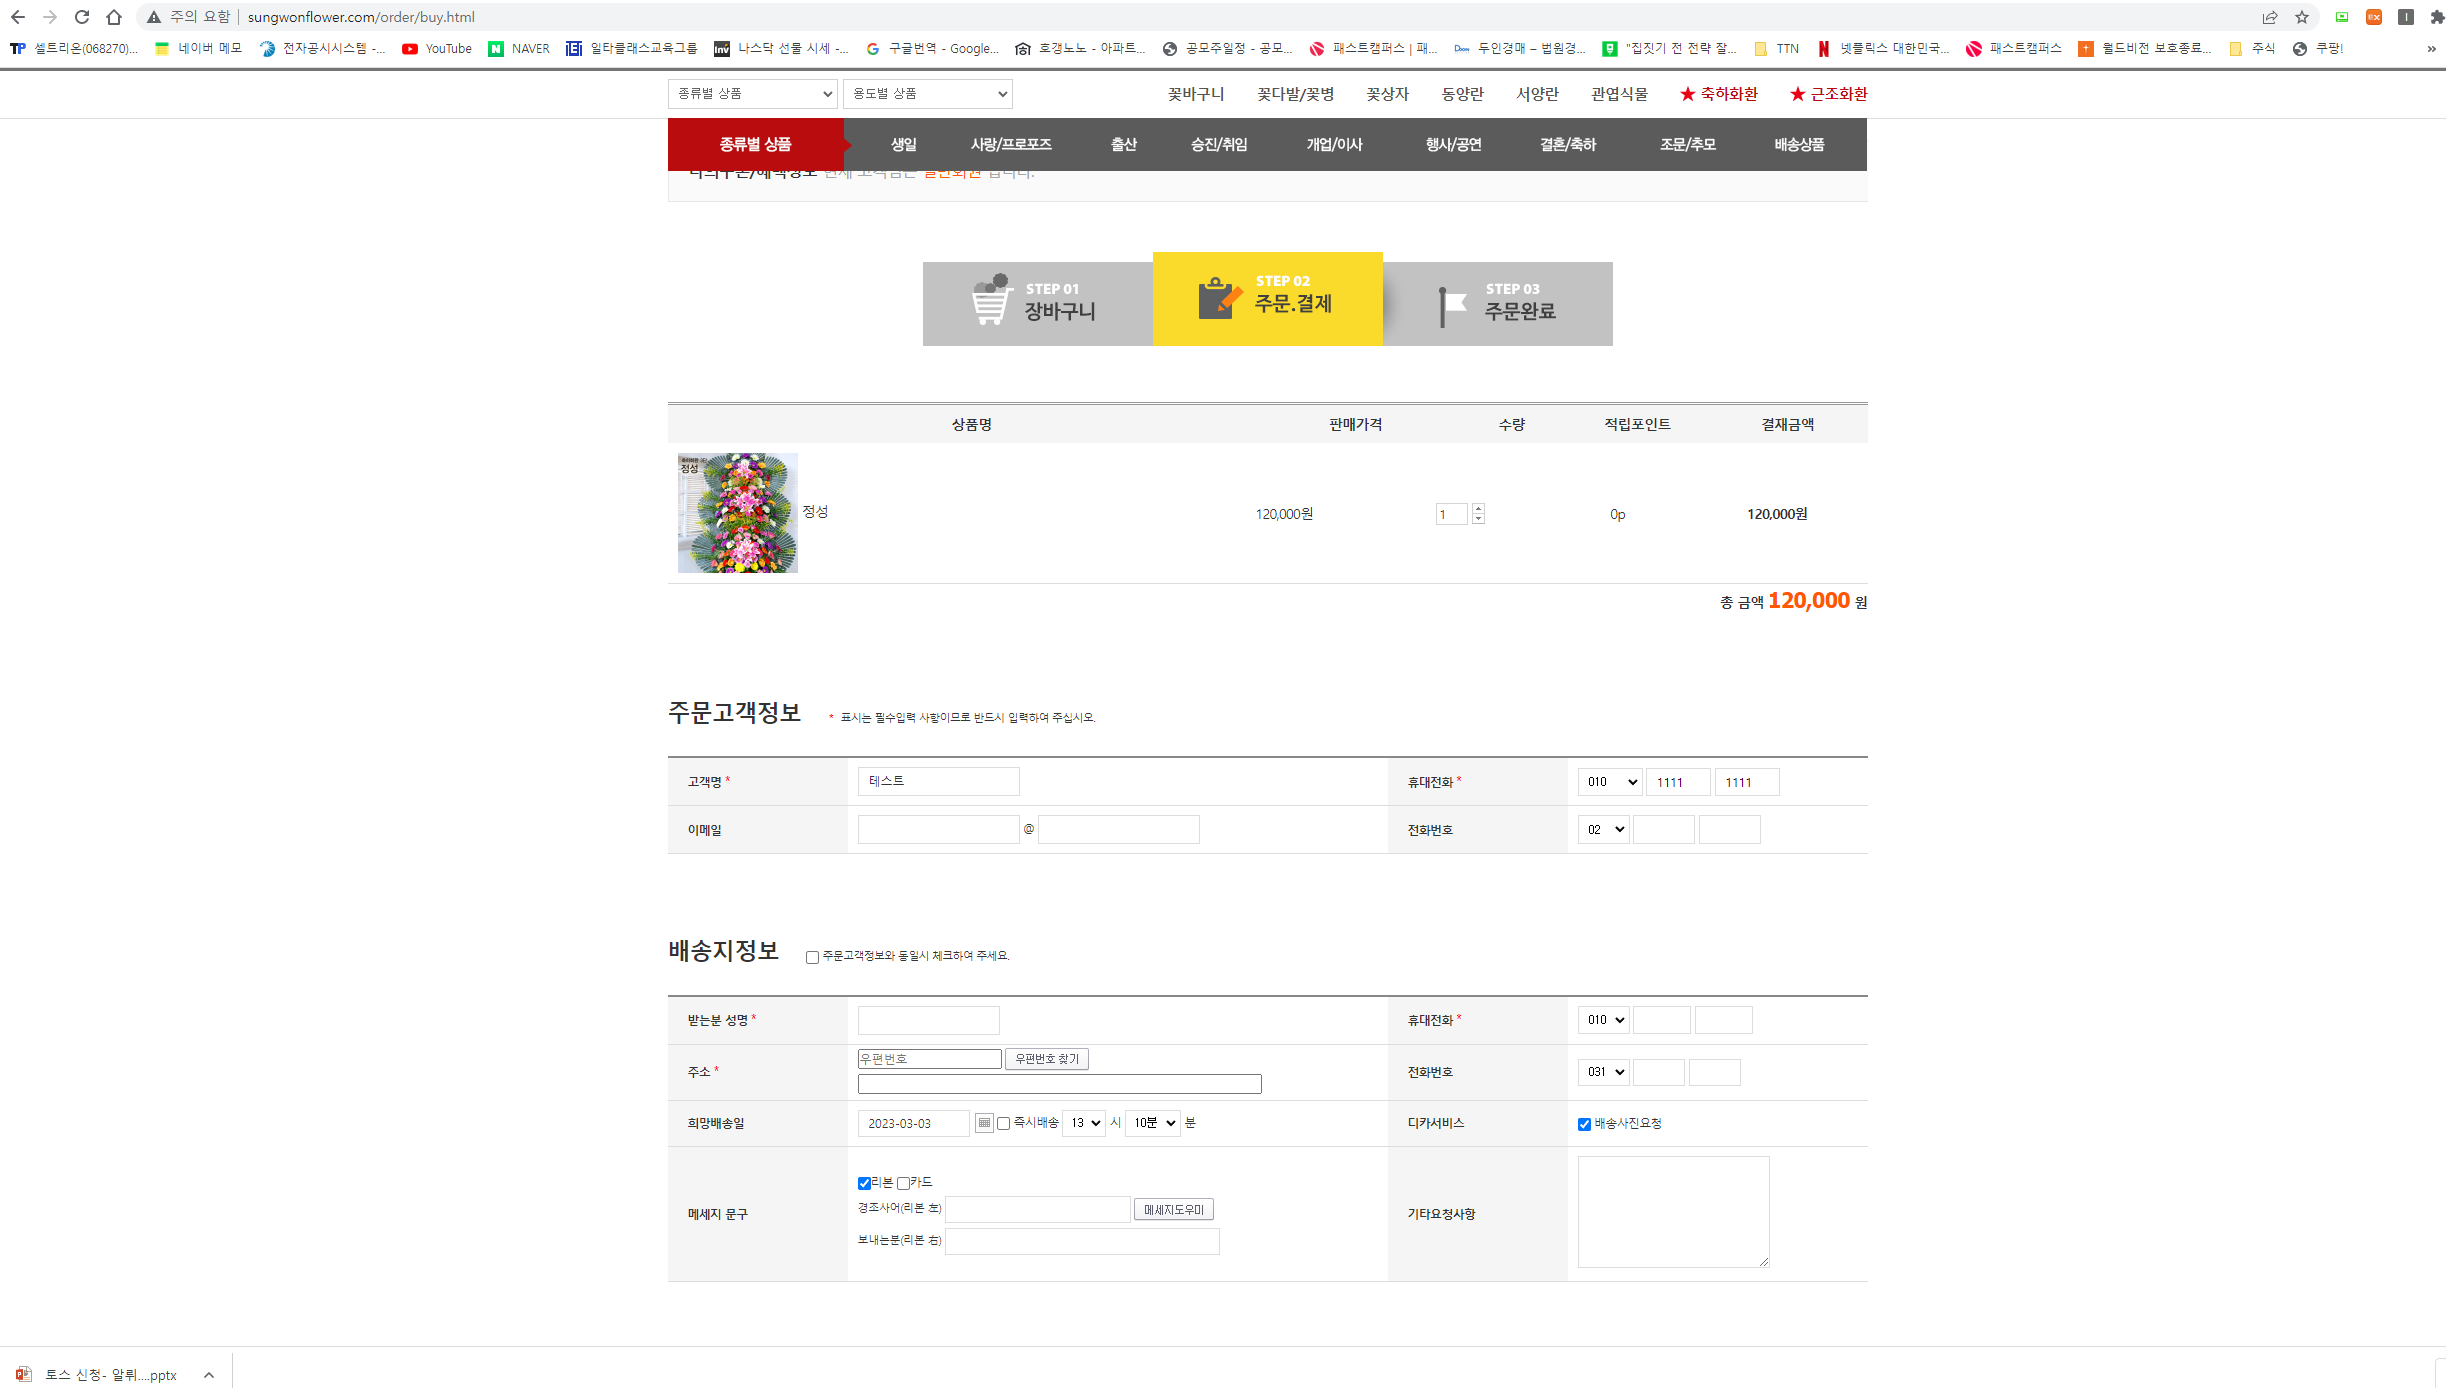 주의 요함 | sungwonflower.com/order/buy.html
셀트리온(068270)... 네이버 메모 전자공시시스템 -... YouTube NAVER 일타클래스교육그룹 나스닥 선물 시세 -... 구글번역 - Google... 호갱노노 - 아파트... 공모주일정 - 공모... 패스트캠퍼스 | 패... 두인경매 – 법원경... "집짓기 전 전략 잘... TTN 넷플릭스 대한민국... 패스트캠퍼스 월드비전 보호종료... 주식 쿠팡! »
종류별 상품 용도별 상품 꽃바구니 꽃다발/꽃병 꽃상자 동양란 서양란 관엽식물 ★ 축하화환 ★ 근조화환
종류별 상품 생일 사랑/프로포즈 출산 승진/취임 개업/이사 행사/공연 결혼/축하 조문/추모 배송상품
STEP 01
장바구니
STEP 02
주문.결제
STEP 03
주문완료
상품명 판매가격 수량 적립포인트 결재금액
정성
정성 120,000원 1 0p 120,000원
총 금액 120,000 원
주문고객정보 * 표시는 필수입력 사항이므로 반드시 입력하여 주십시오.
고객명 * 테스트 휴대전화 * 010 1111 1111
이메일 @ 전화번호 02
배송지정보 주문고객정보와 동일시 체크하여 주세요.
받는분 성명 * 휴대전화 * 010
주소 * 우편번호 우편번호 찾기 전화번호 031
희망배송일 2023-03-03 즉시배송 13 시 10분 분 디카서비스 배송사진요청
메세지 문구 리본 카드
경조사어(리본 左) 메세지도우미
보내는분(리본 右)
기타요청사항
토스 신청- 알뤼....pptx